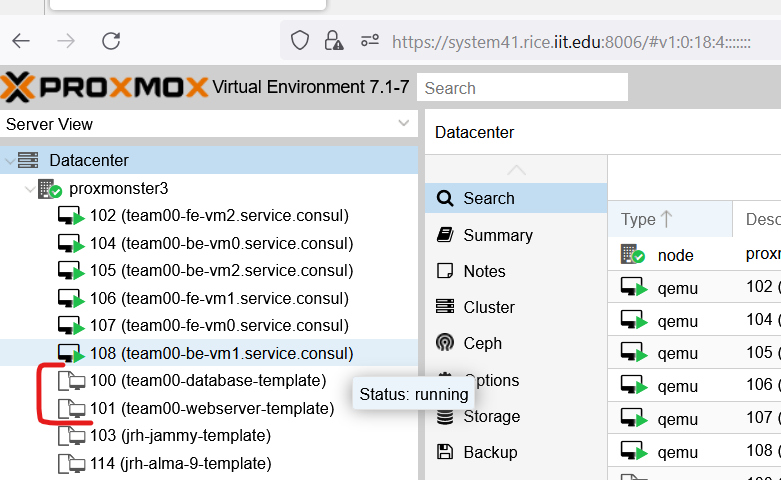 https://system41.rice.iit.edu:8006/#v1:0:18:4:::::::
PROXMOX Virtual Environment 7.1-7 Search
Server View
Datacenter
proxmonster3
102 (team00-fe-vm2.service.consul)
104 (team00-be-vm0.service.consul)
105 (team00-be-vm2.service.consul)
106 (team00-fe-vm1.service.consul)
107 (team00-fe-vm0.service.consul)
108 (team00-be-vm1.service.consul)
100 (team00-database-template)
101 (team00-webserver-template)
103 (jrh-jammy-template)
114 (jrh-alma-9-template)
Status: running
Datacenter
Search
Summary
Notes
Cluster
Ceph
Options
Storage
Backup
Type Desc
node proxn
qemu 102 (
qemu 104 (
qemu 105 (
qemu 106 (
qemu 107 (
qemu 108 (